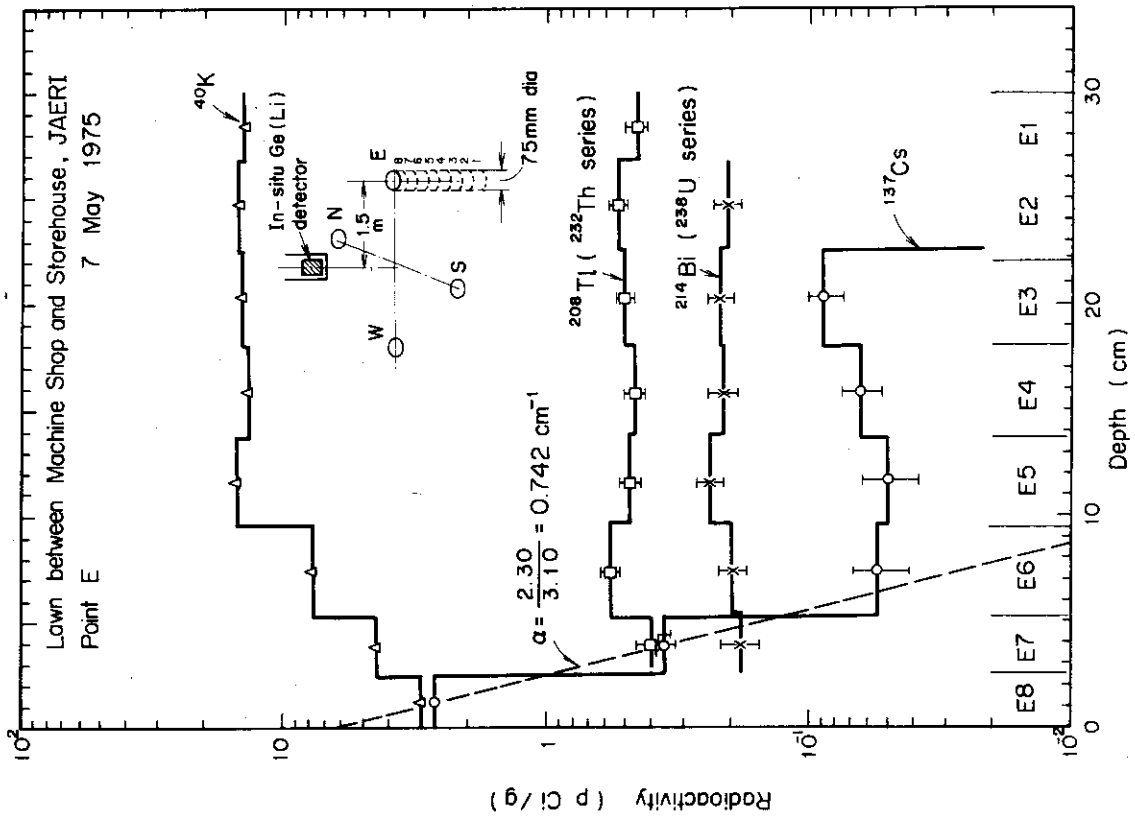 Lawn between Machine Shop and Storehouse, JAERI
Point E 7 May 1975
⁴⁰K
In-situ Ge(Li)
detector
N
E
W
S
1.5
m
8
7
6
5
4
3
2
1
75mm dia
α = 2.30 / 3.10 = 0.742 cm⁻¹
²⁰⁸Tl ( ²³²Th series)
²¹⁴Bi ( ²³⁸U series)
¹³⁷Cs
10²
10
1
10⁻¹
10⁻²
Radioactivity ( p Ci/g )
E8 E7 E6 E5 E4 E3 E2 E1
0 10 20 30
Depth (cm)